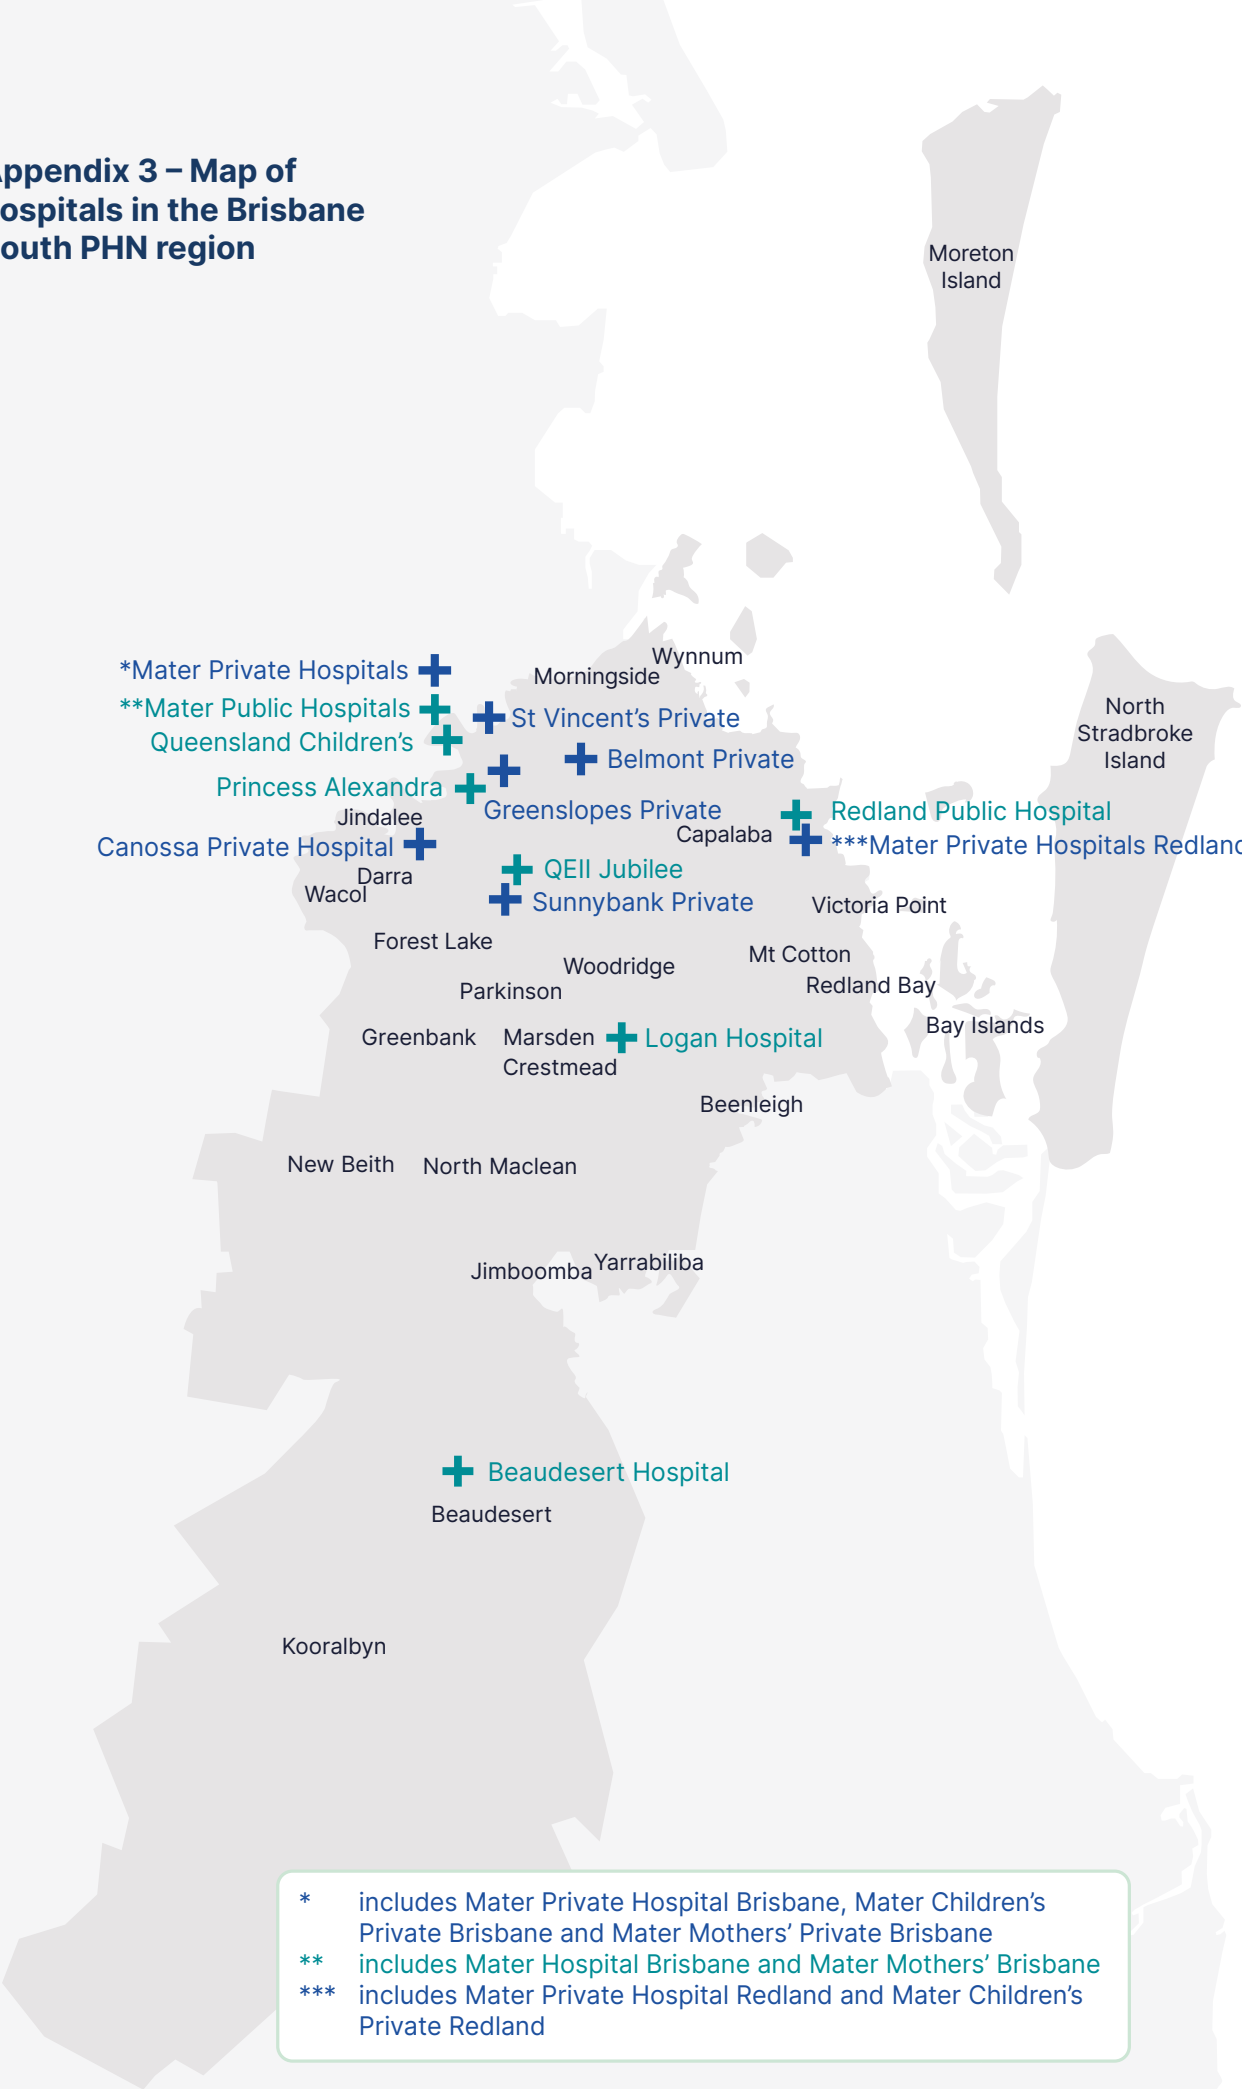 ppendix 3 – Map of
ospitals in the Brisbane
outh PHN region
Moreton
Island
Wynnum
Morningside
*Mater Private Hospitals
**Mater Public Hospitals
St Vincent’s Private
North
Stradbroke
Island
Queensland Children’s
Belmont Private
Princess Alexandra
Greenslopes Private
Redland Public Hospital
Jindalee
Capalaba
***Mater Private Hospitals Redland
Canossa Private Hospital
QEII Jubilee
Darra
Wacol
Sunnybank Private
Victoria Point
Forest Lake
Mt Cotton
Woodridge
Redland Bay
Parkinson
Bay Islands
Greenbank
Marsden
Logan Hospital
Crestmead
Beenleigh
New Beith
North Maclean
Jimboomba
Yarrabiliba
Beaudesert Hospital
Beaudesert
Kooralbyn
* includes Mater Private Hospital Brisbane, Mater Children’s
Private Brisbane and Mater Mothers’ Private Brisbane
** includes Mater Hospital Brisbane and Mater Mothers’ Brisbane
*** includes Mater Private Hospital Redland and Mater Children’s
Private Redland